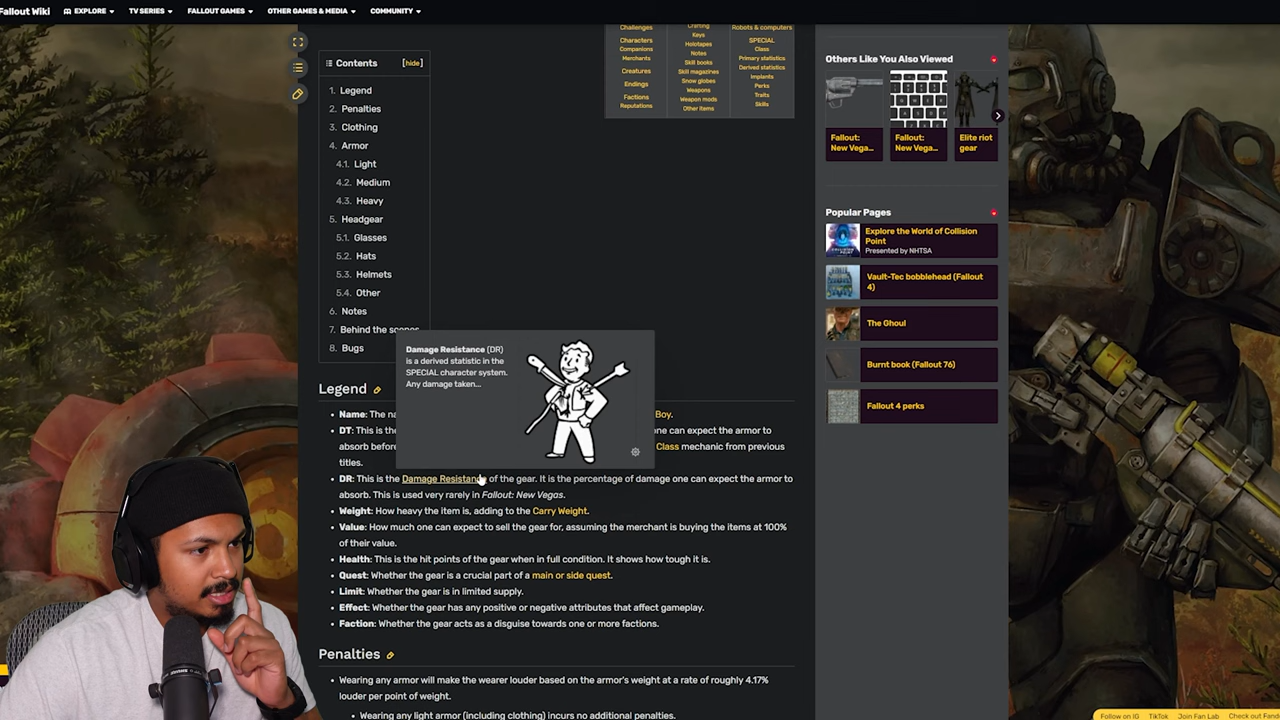 Fallout Wiki
EXPLORE
TV SERIES
FALLOUT GAMES
OTHER GAMES & MEDIA
COMMUNITY
Contents [hide]
1. Legend
2. Penalties
3. Clothing
4. Armor
4.1. Light
4.2. Medium
4.3. Heavy
5. Headgear
5.1. Glasses
5.2. Hats
5.3. Helmets
5.4. Other
6. Notes
7. Behind the scenes
8. Bugs
Challenges
Characters
Companions
Merchants
Creatures
Endings
Factions
Reputations
Crafting
Keys
Holotapes
Notes
Skill books
Skill magazines
Snow globes
Weapons
Weapon mods
Other items
Robots & computers
SPECIAL
Class
Primary statistics
Derived statistics
Implants
Perks
Traits
Skills
Damage Resistance (DR)
is a derived statistic in the
SPECIAL character system.
Any damage taken...
Legend
Name: The na
Boy.
DT: This is the
one can expect the armor to
absorb before
Class mechanic from previous
titles.
DR: This is the Damage Resistance of the gear. It is the percentage of damage one can expect the armor to
absorb. This is used very rarely in Fallout: New Vegas.
Weight: How heavy the item is, adding to the Carry Weight.
Value: How much one can expect to sell the gear for, assuming the merchant is buying the items at 100%
of their value.
Health: This is the hit points of the gear when in full condition. It shows how tough it is.
Quest: Whether the gear is a crucial part of a main or side quest.
Limit: Whether the gear is in limited supply.
Effect: Whether the gear has any positive or negative attributes that affect gameplay.
Faction: Whether the gear acts as a disguise towards one or more factions.
Penalties
Wearing any armor will make the wearer louder based on the armor's weight at a rate of roughly 4.17%
louder per point of weight.
Wearing any light armor (including clothing) incurs no additional penalties.
Others Like You Also Viewed
Fallout:
New Vega...
Fallout:
New Vega...
Elite riot
gear
Popular Pages
Explore the World of Collision
Point
Presented by NHTSA
Vault-Tec bobblehead (Fallout
4)
The Ghoul
Burnt book (Fallout 76)
Fallout 4 perks
Follow on IG
TikTok
Join Fan Lab
Check out Fand